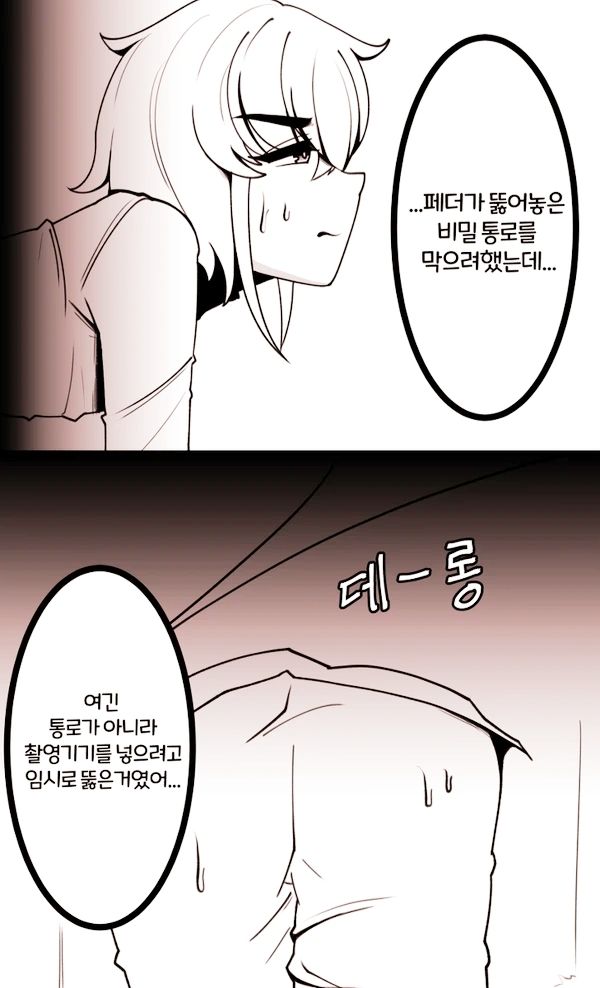 ...페더가 뚫어놓은
비밀 통로를
막으려했는데...
데-롱
여긴
통로가 아니라
촬영기기를 넣으려고
임시로 뚫은거였어...